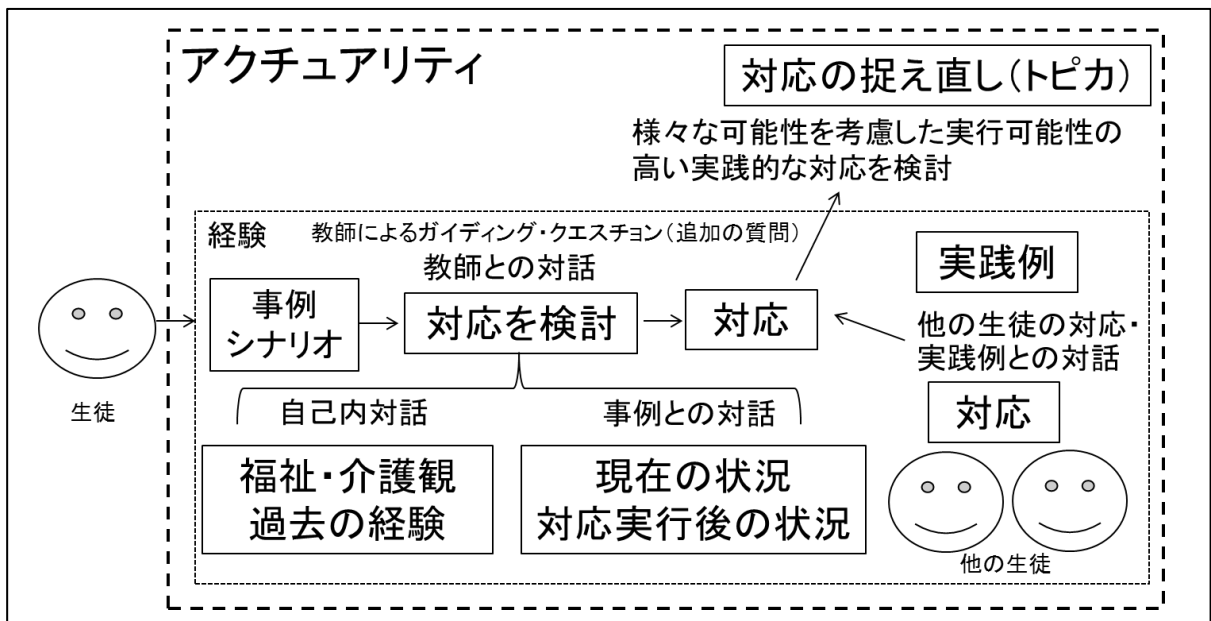 アクチュアリティ
対応の捉え直し(トピカ)
様々な可能性を考慮した実行可能性の
高い実践的な対応を検討
経験
教師によるガイディング・クエスチョン(追加の質問)
教師との対話
事例
シナリオ
対応を検討
対応
実践例
他の生徒の対応・
実践例との対話
対応
生徒
自己内対話
事例との対話
福祉・介護観
過去の経験
現在の状況
対応実行後の状況
他の生徒